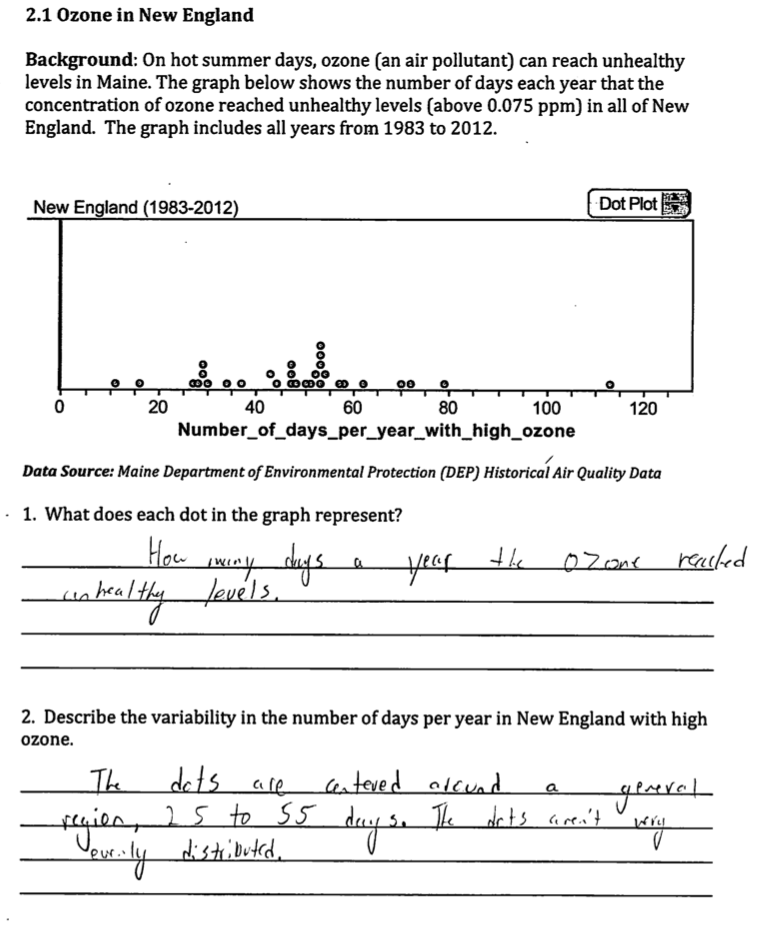 2.1 Ozone in New England
Background: On hot summer days, ozone (an air pollutant) can reach unhealthy
levels in Maine. The graph below shows the number of days each year that the
concentration of ozone reached unhealthy levels (above 0.075 ppm) in all of New
England. The graph includes all years from 1983 to 2012.
New England (1983-2012)
Dot Plot
0 20 40 60 80 100 120
Number_of_days_per_year_with_high_ozone
Data Source: Maine Department of Environmental Protection (DEP) Historical Air Quality Data
1. What does each dot in the graph represent?
How many days a year the ozone reached
unhealthy levels.
2. Describe the variability in the number of days per year in New England with high
ozone.
The dots are centered around a general
region, 25 to 55 days. The dots aren't very
evenly distributed.